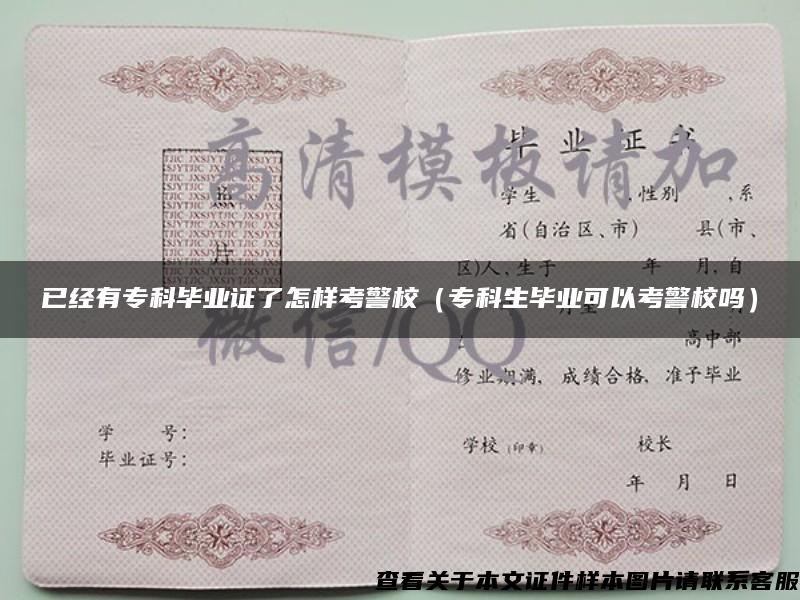 高清模板请加
微信/QQ
毕业证书
学生 ,性别 ,系
省(自治区、市) 县(市、
区)人,生于 年 月,自
高中部
修业期满, 成绩合格, 准予毕业
学校(印章) 校长
年 月 日
照
片
学 号:
毕业证号:
已经有专科毕业证了怎样考警校（专科生毕业可以考警校吗）
查看关于本文证件样本图片请联系客服